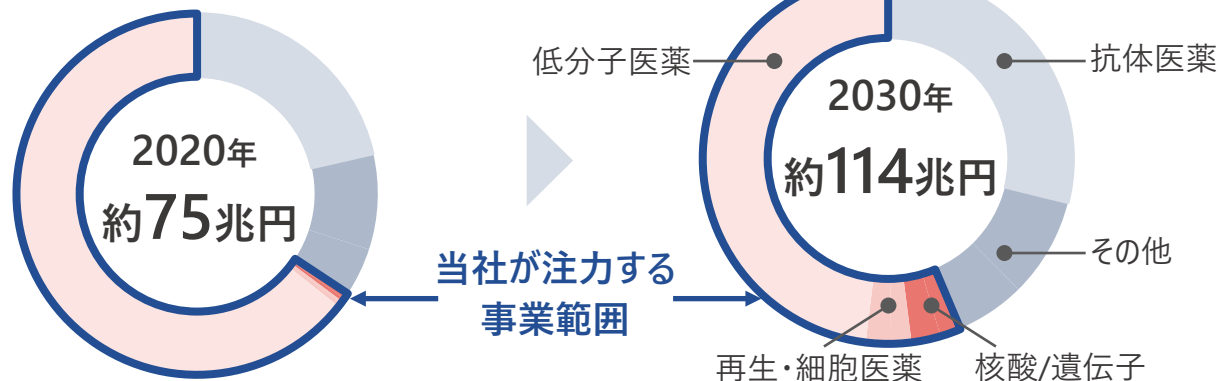 2020年
約75兆円
当社が注力する
事業範囲
低分子医薬
抗体医薬
2030年
約114兆円
その他
再生・細胞医薬
核酸/遺伝子